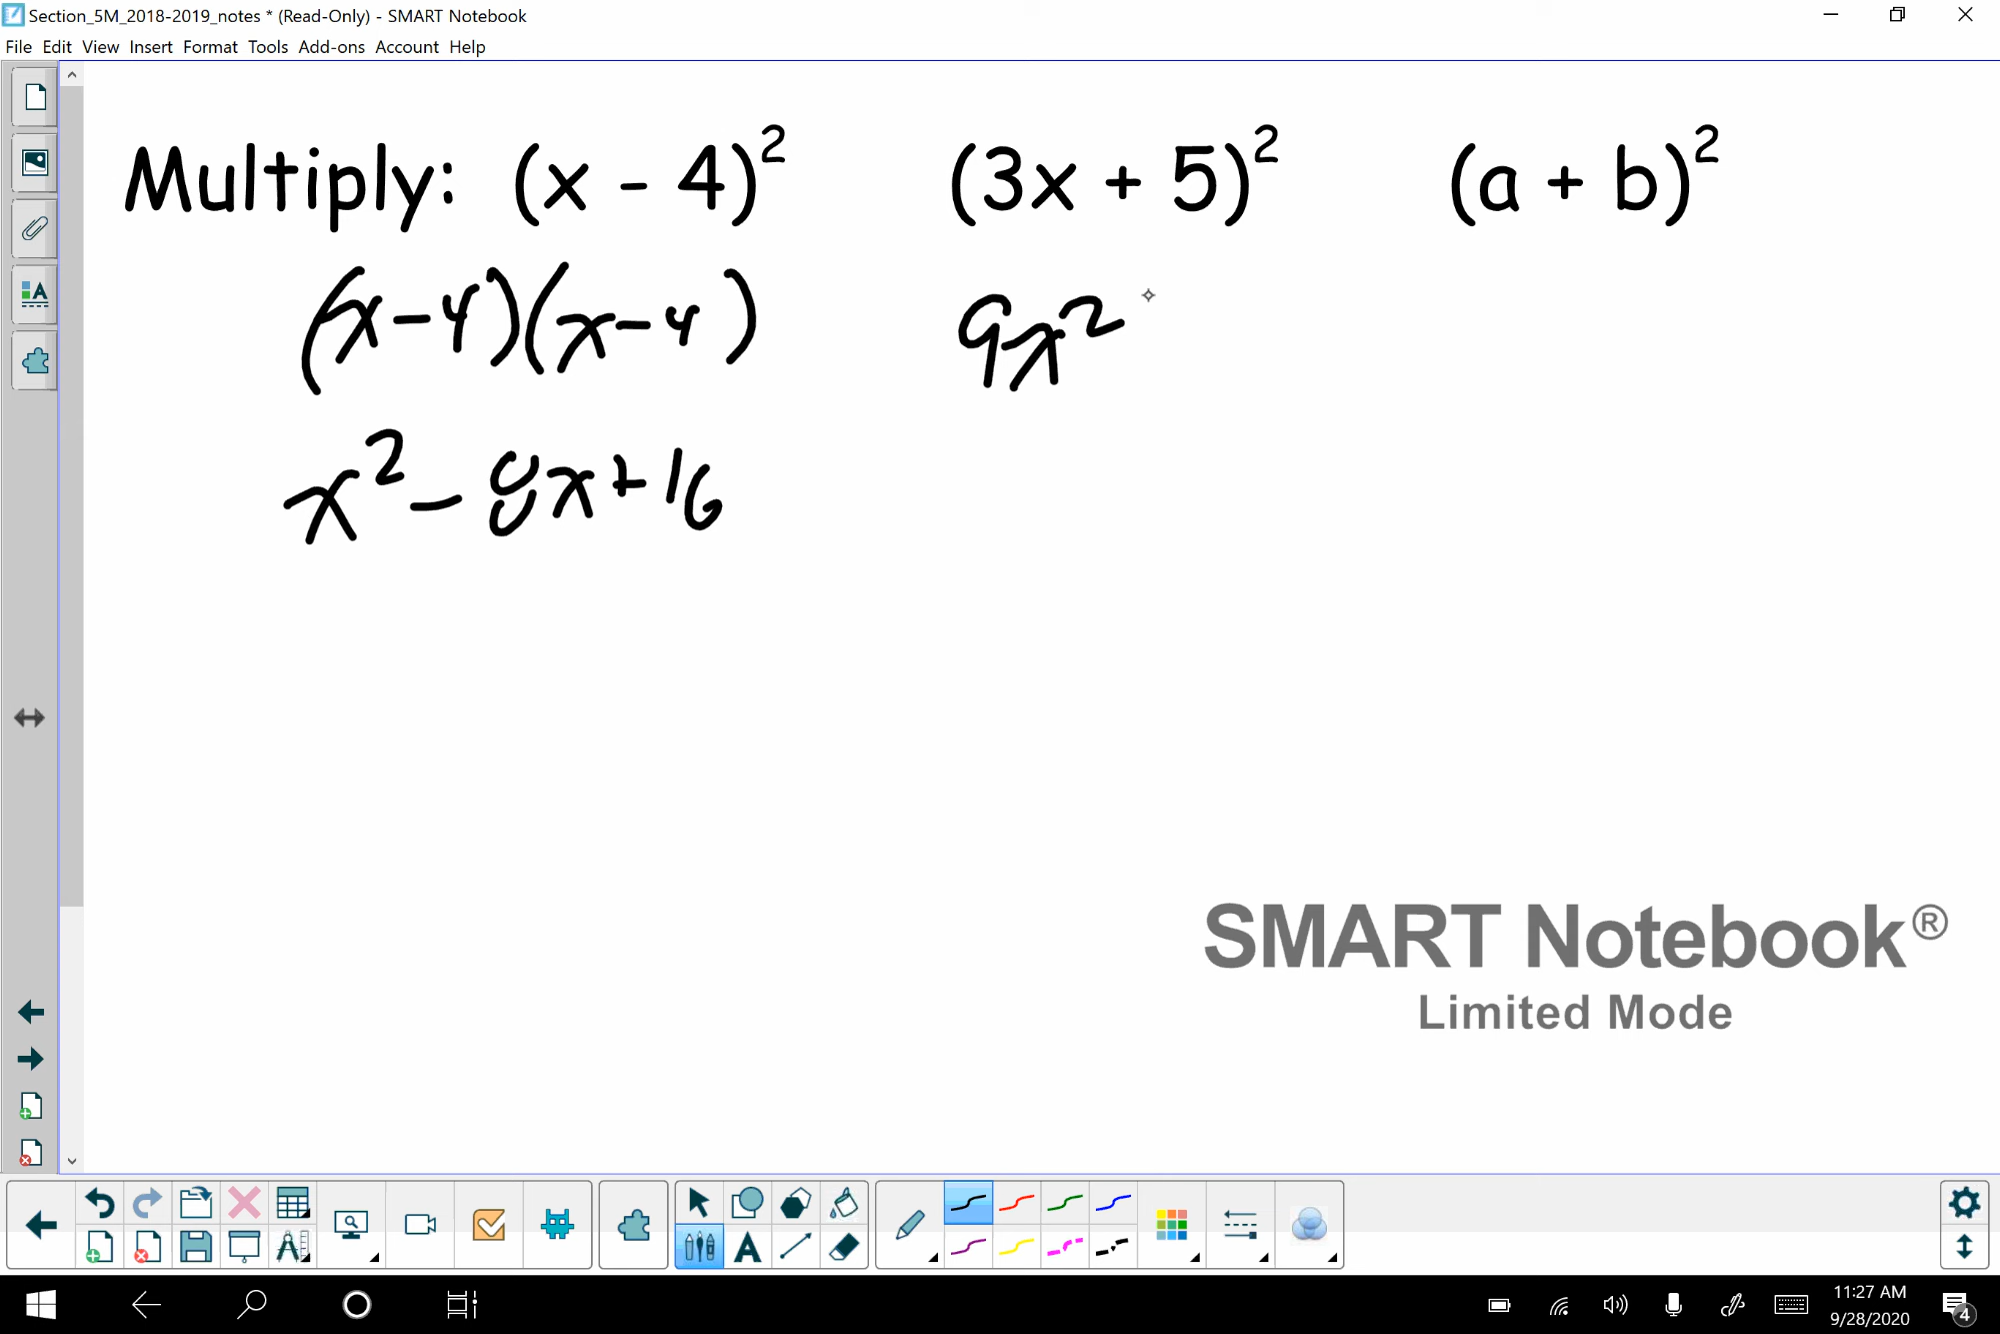 Section_5M_2018-2019_notes * (Read-Only) - SMART Notebook
File Edit View Insert Format Tools Add-ons Account Help
Multiply: (x - 4)² (3x + 5)² (a + b)²
(x-4)(x-4) 9x²
x² - 8x + 16
SMART Notebook®
Limited Mode
11:27 AM
9/28/2020
4